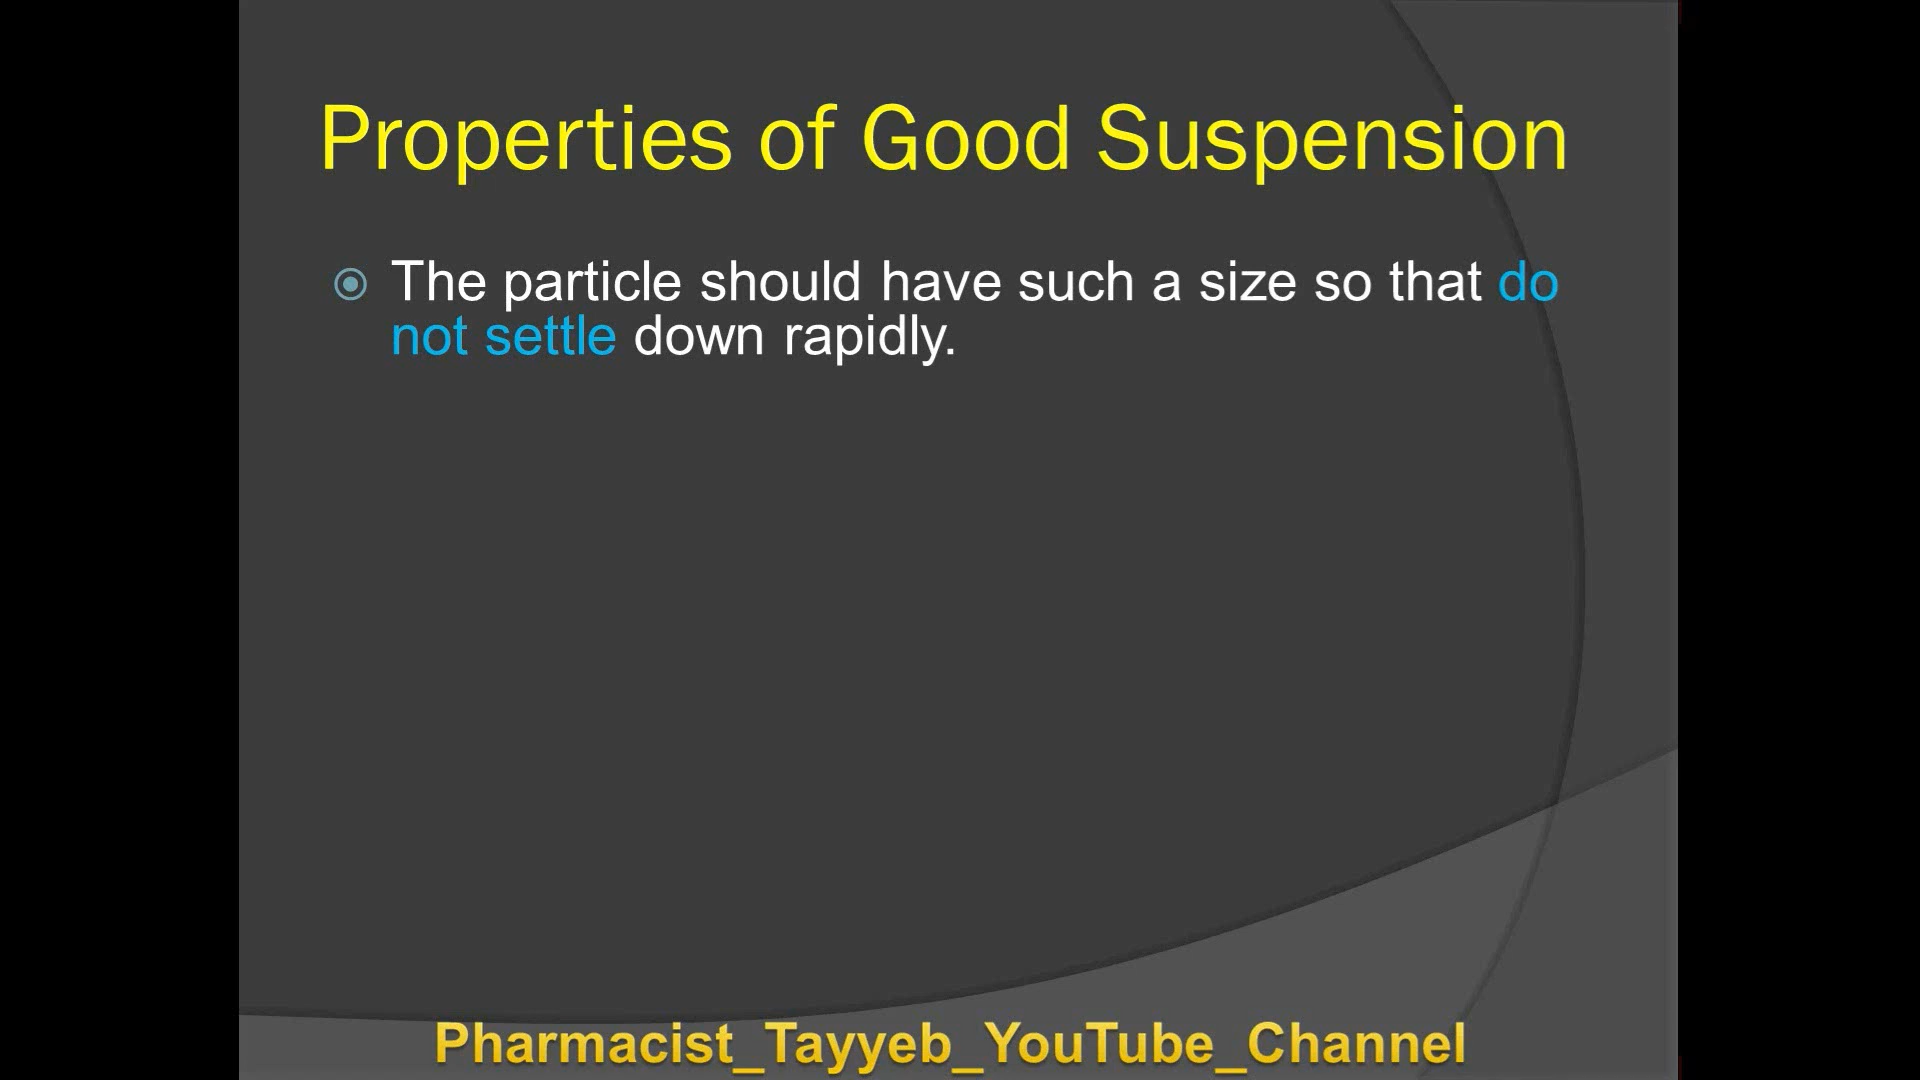 Properties of Good Suspension
The particle should have such a size so that do
not settle down rapidly.
Pharmacist_Tayyeb_YouTube_Channel